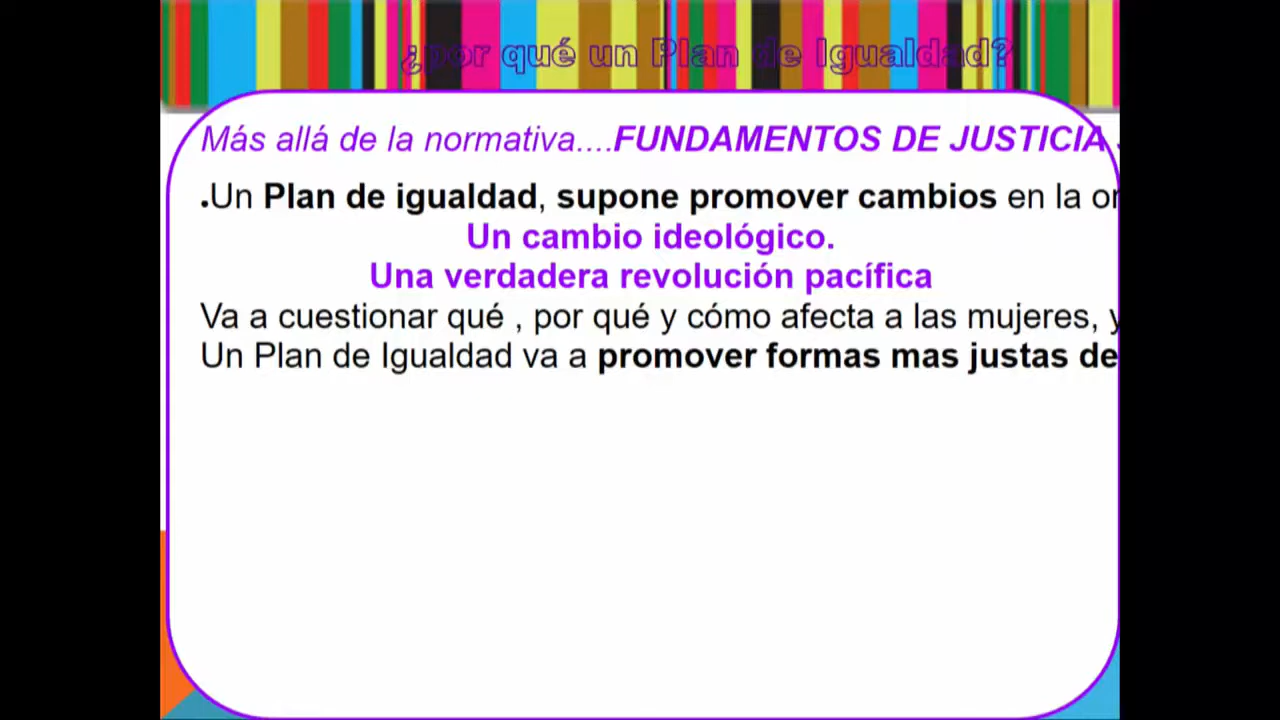 ¿por qué un Plan de Igualdad?
Más allá de la normativa....FUNDAMENTOS DE JUSTICIA
.Un Plan de igualdad, supone promover cambios en la
Un cambio ideológico.
Una verdadera revolución pacífica
Va a cuestionar qué , por qué y cómo afecta a las mujeres, y
Un Plan de Igualdad va a promover formas mas justas de